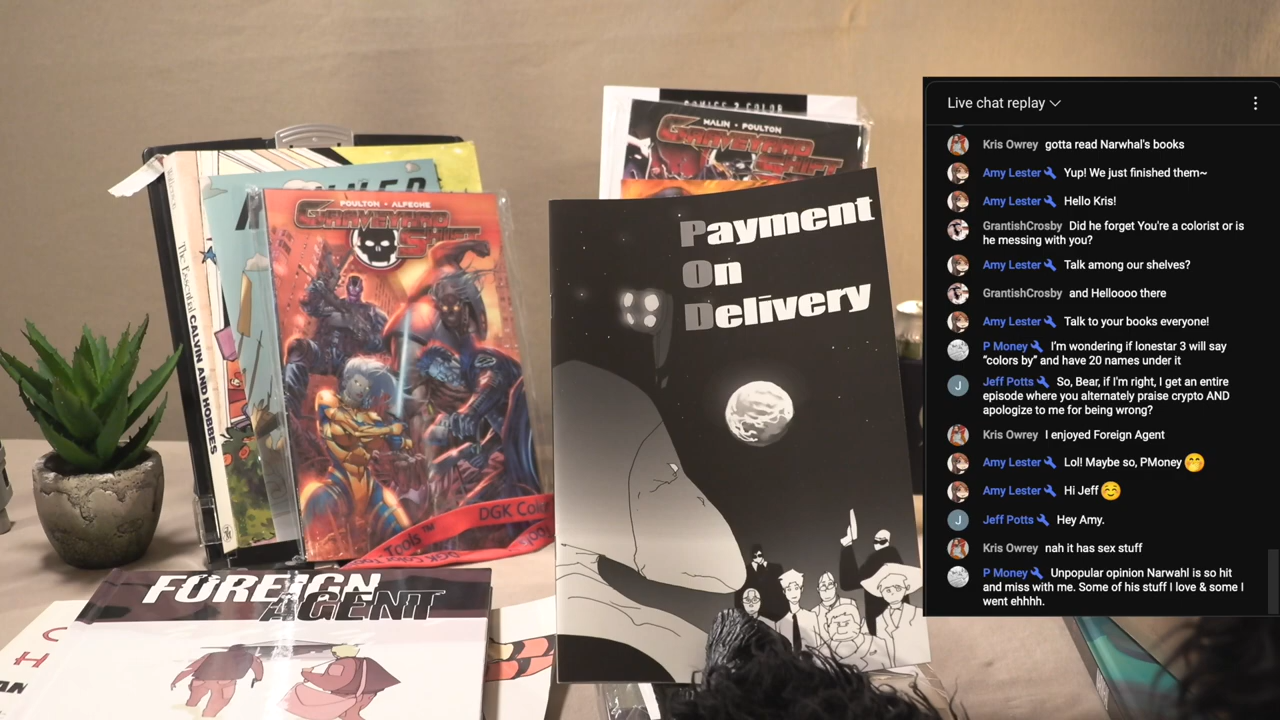 The Essential CALVIN AND HOBBES
POULTON • ALFECHE
GRAVEYARD
SHIFT
DGK Color
Tools™
FOREIGN
AGENT
COMICS 2 COLOR
MALIN • POULTON
GRAVEYARD
SHIFT
Payment
On
Delivery
Live chat replay
Kris Owrey gotta read Narwhal's books
Amy Lester Yup! We just finished them~
Amy Lester Hello Kris!
GrantishCrosby Did he forget You're a colorist or is
he messing with you?
Amy Lester Talk among our shelves?
GrantishCrosby and Helloooo there
Amy Lester Talk to your books everyone!
P Money I'm wondering if lonestar 3 will say
“colors by” and have 20 names under it
J Jeff Potts So, Bear, if I'm right, I get an entire
episode where you alternately praise crypto AND
apologize to me for being wrong?
Kris Owrey I enjoyed Foreign Agent
Amy Lester Lol! Maybe so, PMoney 🤭
Amy Lester Hi Jeff ☺️
J Jeff Potts Hey Amy.
Kris Owrey nah it has sex stuff
P Money Unpopular opinion Narwahl is so hit
and miss with me. Some of his stuff I love & some I
went ehhhh.